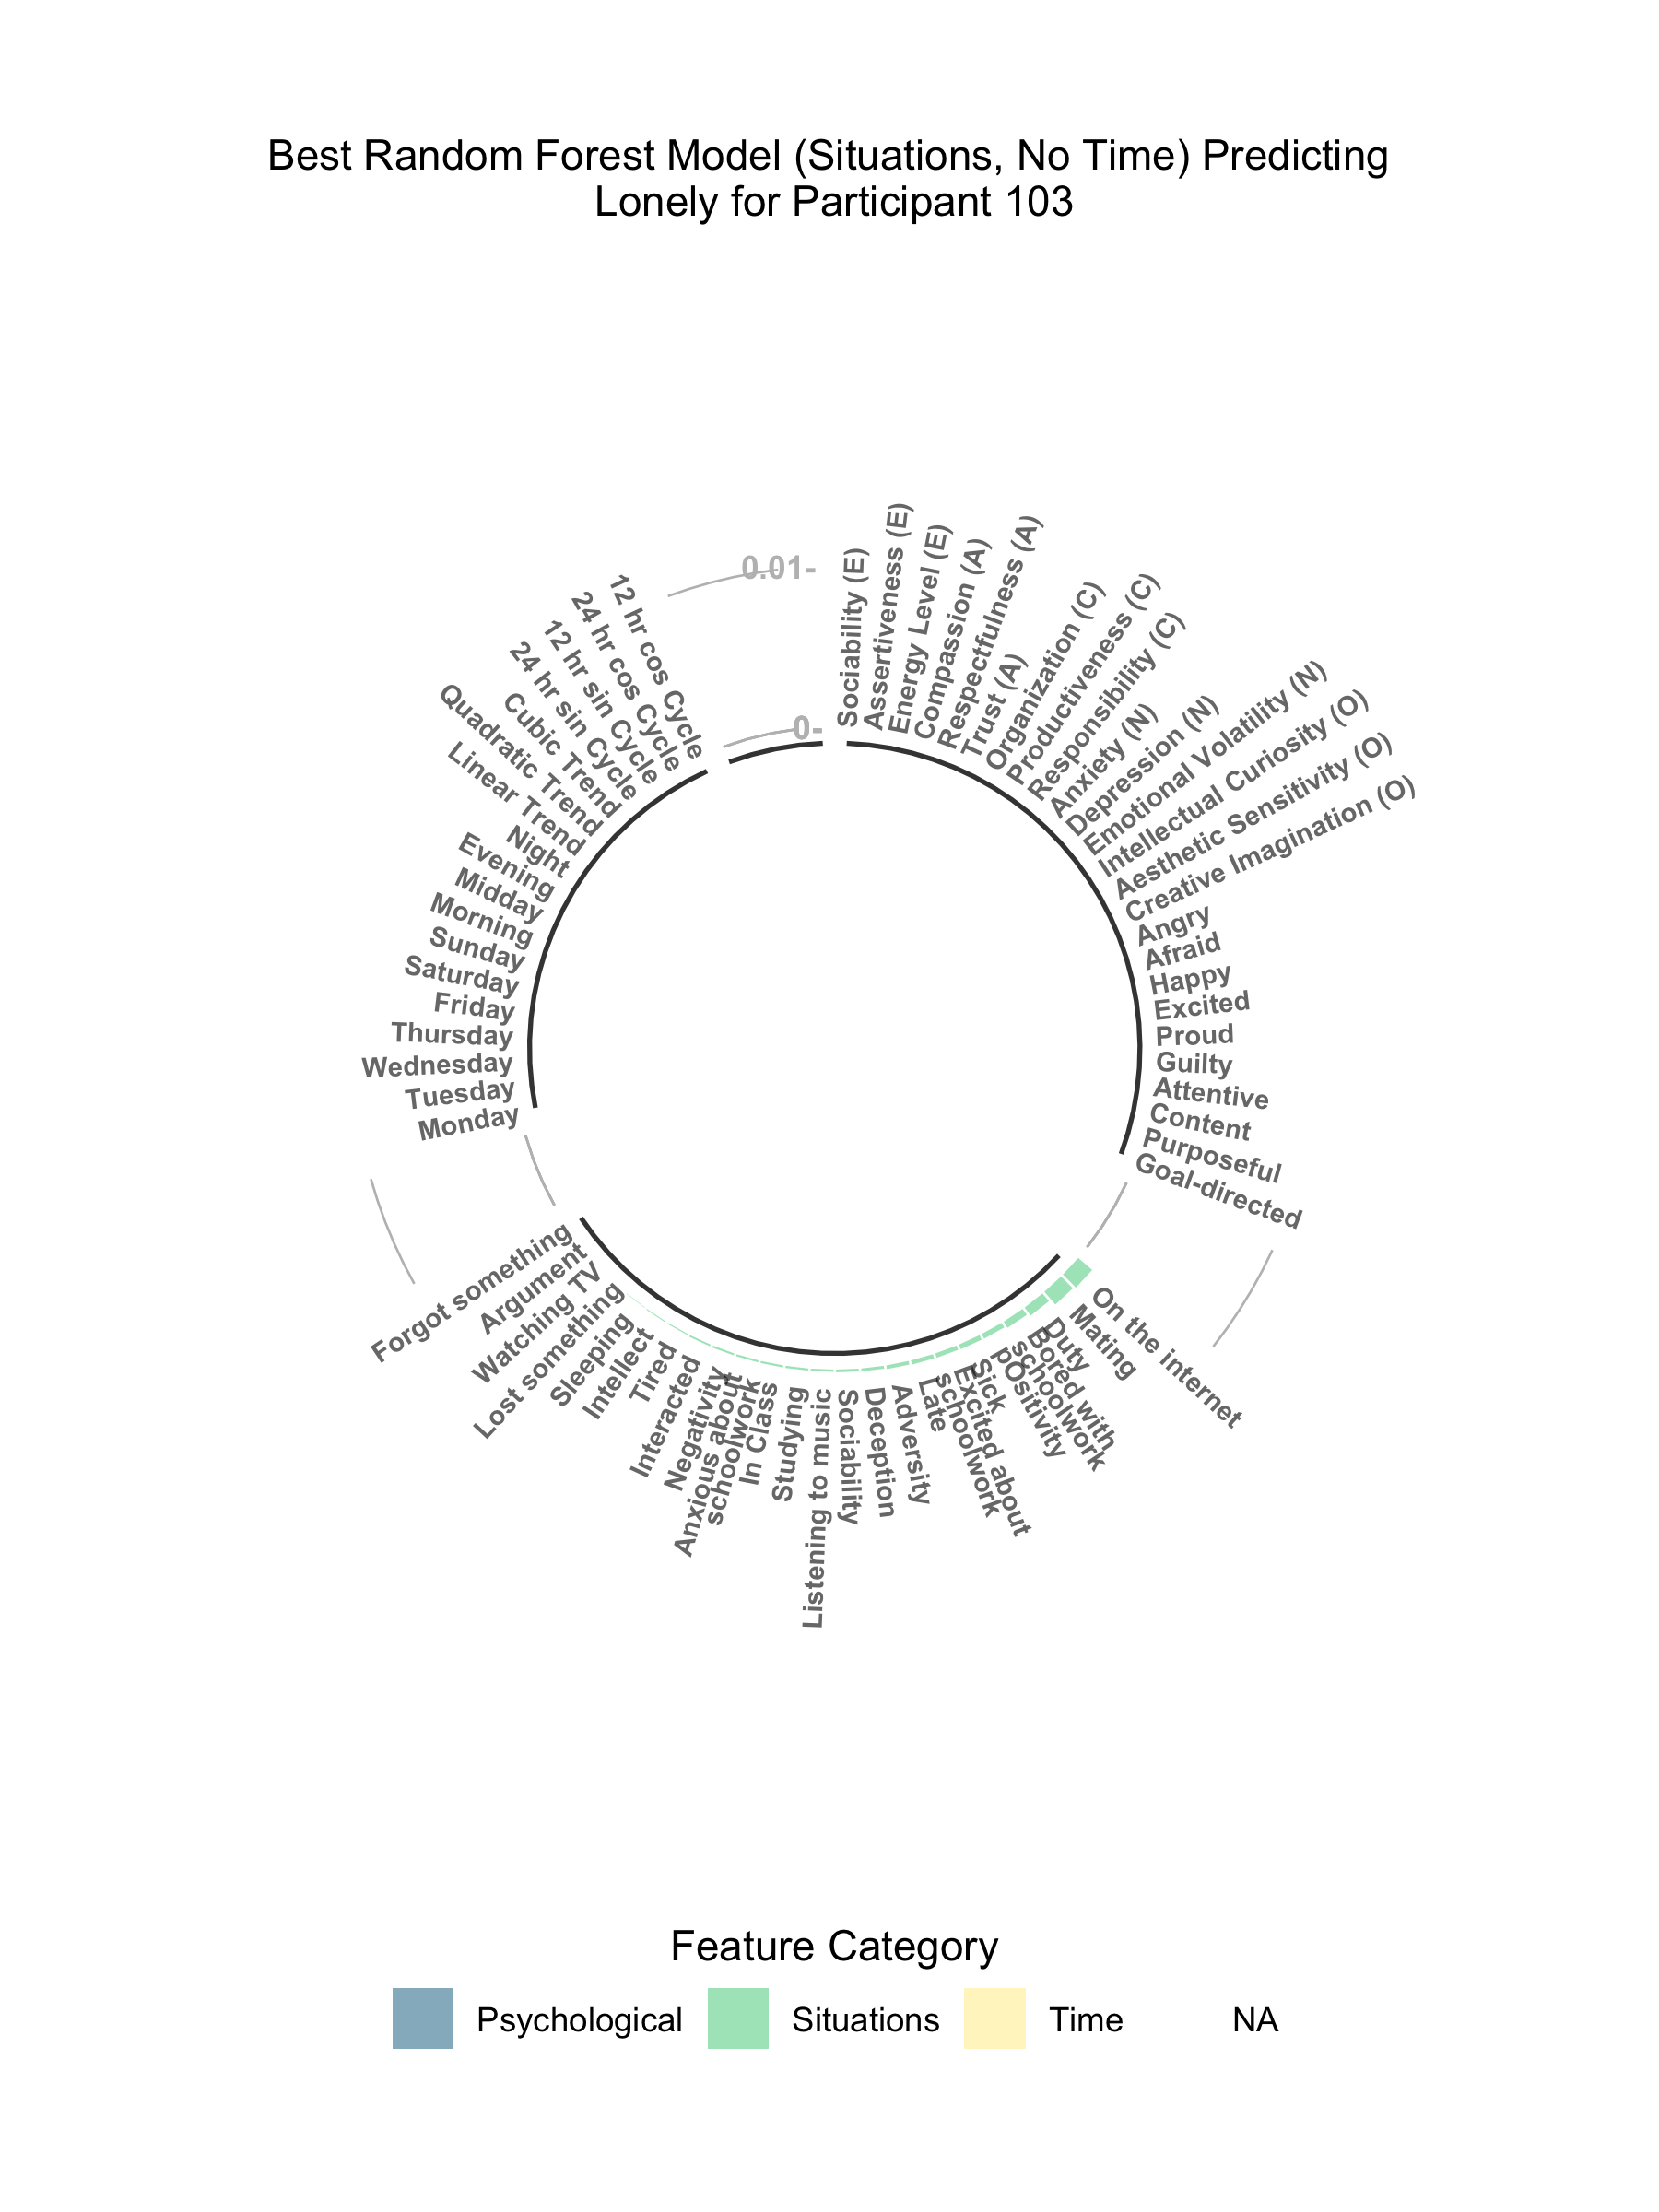 Best Random Forest Model (Situations, No Time) Predicting
Lonely for Participant 103
0.01-
0-
Sociability (E)
Assertiveness (E)
Energy Level (E)
Compassion (A)
Respectfulness (A)
Trust (A)
Organization (C)
Productiveness (C)
Responsibility (C)
Anxiety (N)
Depression (N)
Emotional Volatility (N)
Intellectual Curiosity (O)
Aesthetic Sensitivity (O)
Creative Imagination (O)
Angry
Afraid
Happy
Excited
Proud
Guilty
Attentive
Content
Purposeful
Goal-directed
On the internet
Mating
Duty
Bored with
schoolwork
pOsitivity
Sick
Excited about
schoolwork
Late
Adversity
Deception
Sociability
Listening to music
Studying
In Class
Anxious about
schoolwork
Negativity
Interacted
Tired
Intellect
Sleeping
Lost something
Watching TV
Argument
Forgot something
Monday
Tuesday
Wednesday
Thursday
Friday
Saturday
Sunday
Morning
Midday
Evening
Night
Linear Trend
Quadratic Trend
Cubic Trend
24 hr sin Cycle
12 hr sin Cycle
24 hr cos Cycle
12 hr cos Cycle
Feature Category
Psychological
Situations
Time
NA